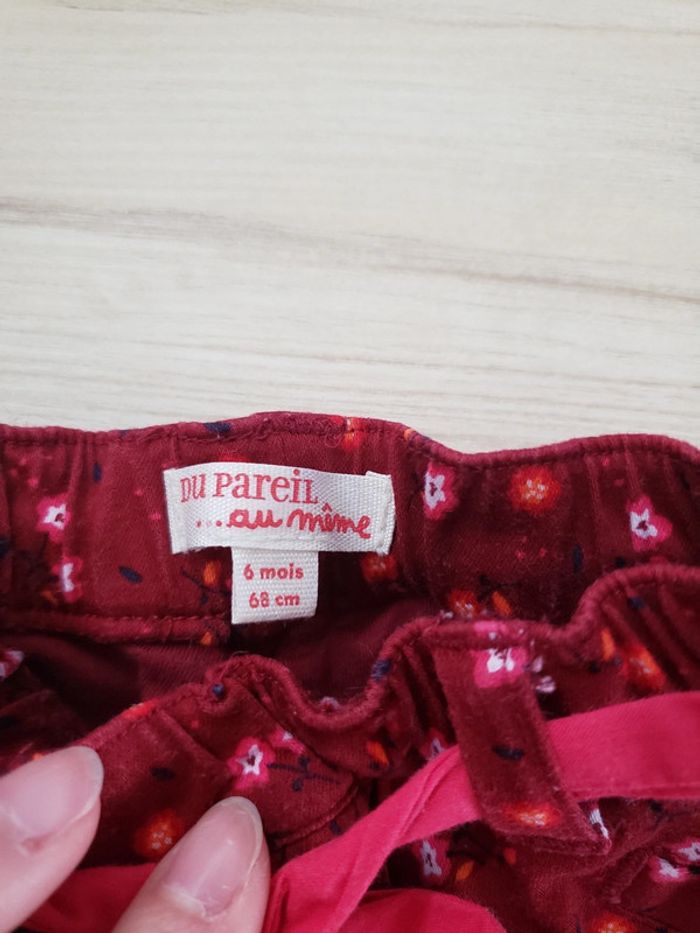 DU PareiL
...au même
6 mois
68 cm